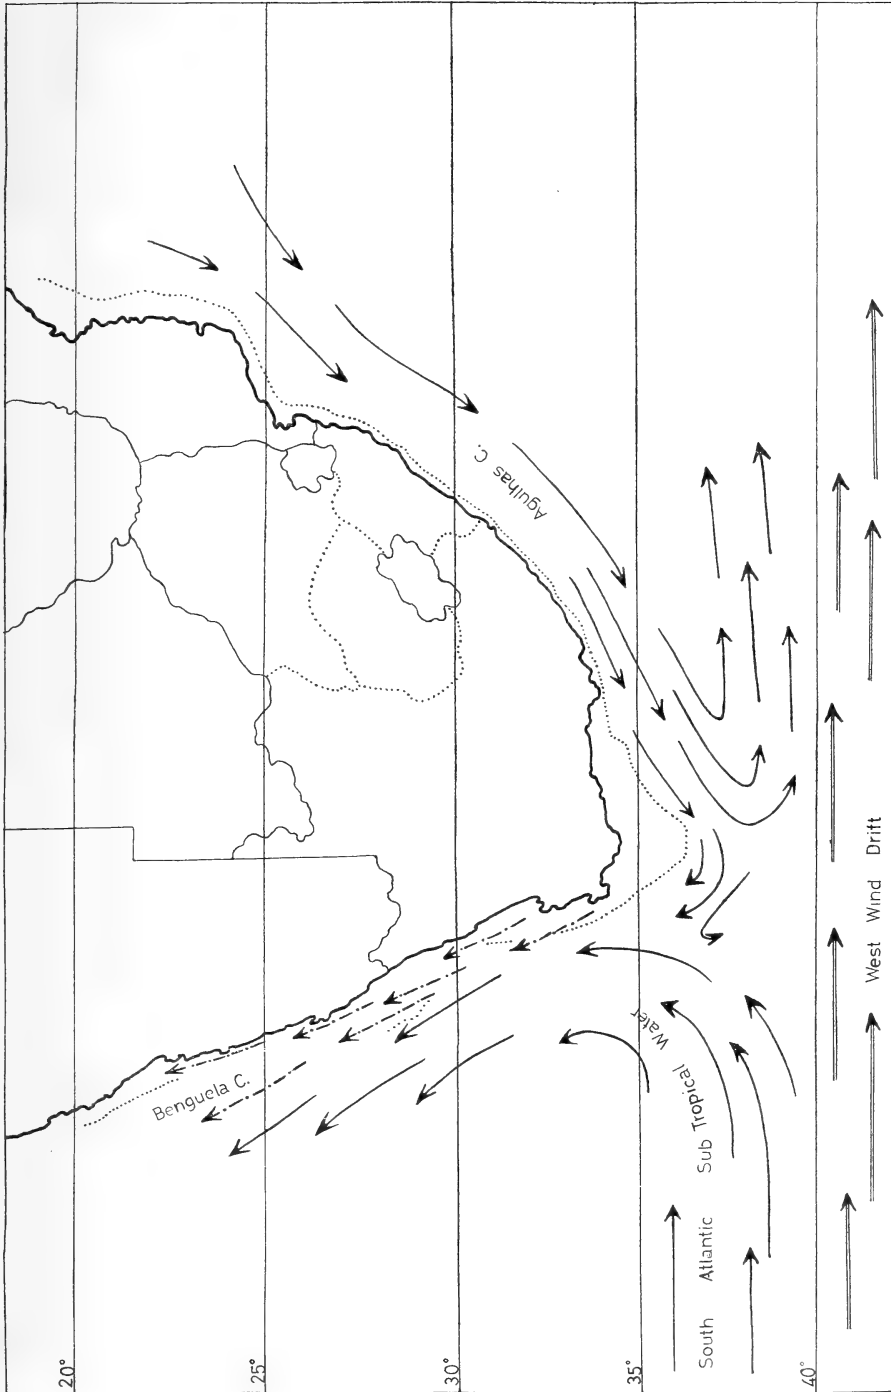 20°
25°
30°
35°
40°
Benguela C.
Agulhas C.
South Atlantic Sub Tropical Water
West Wind Drift